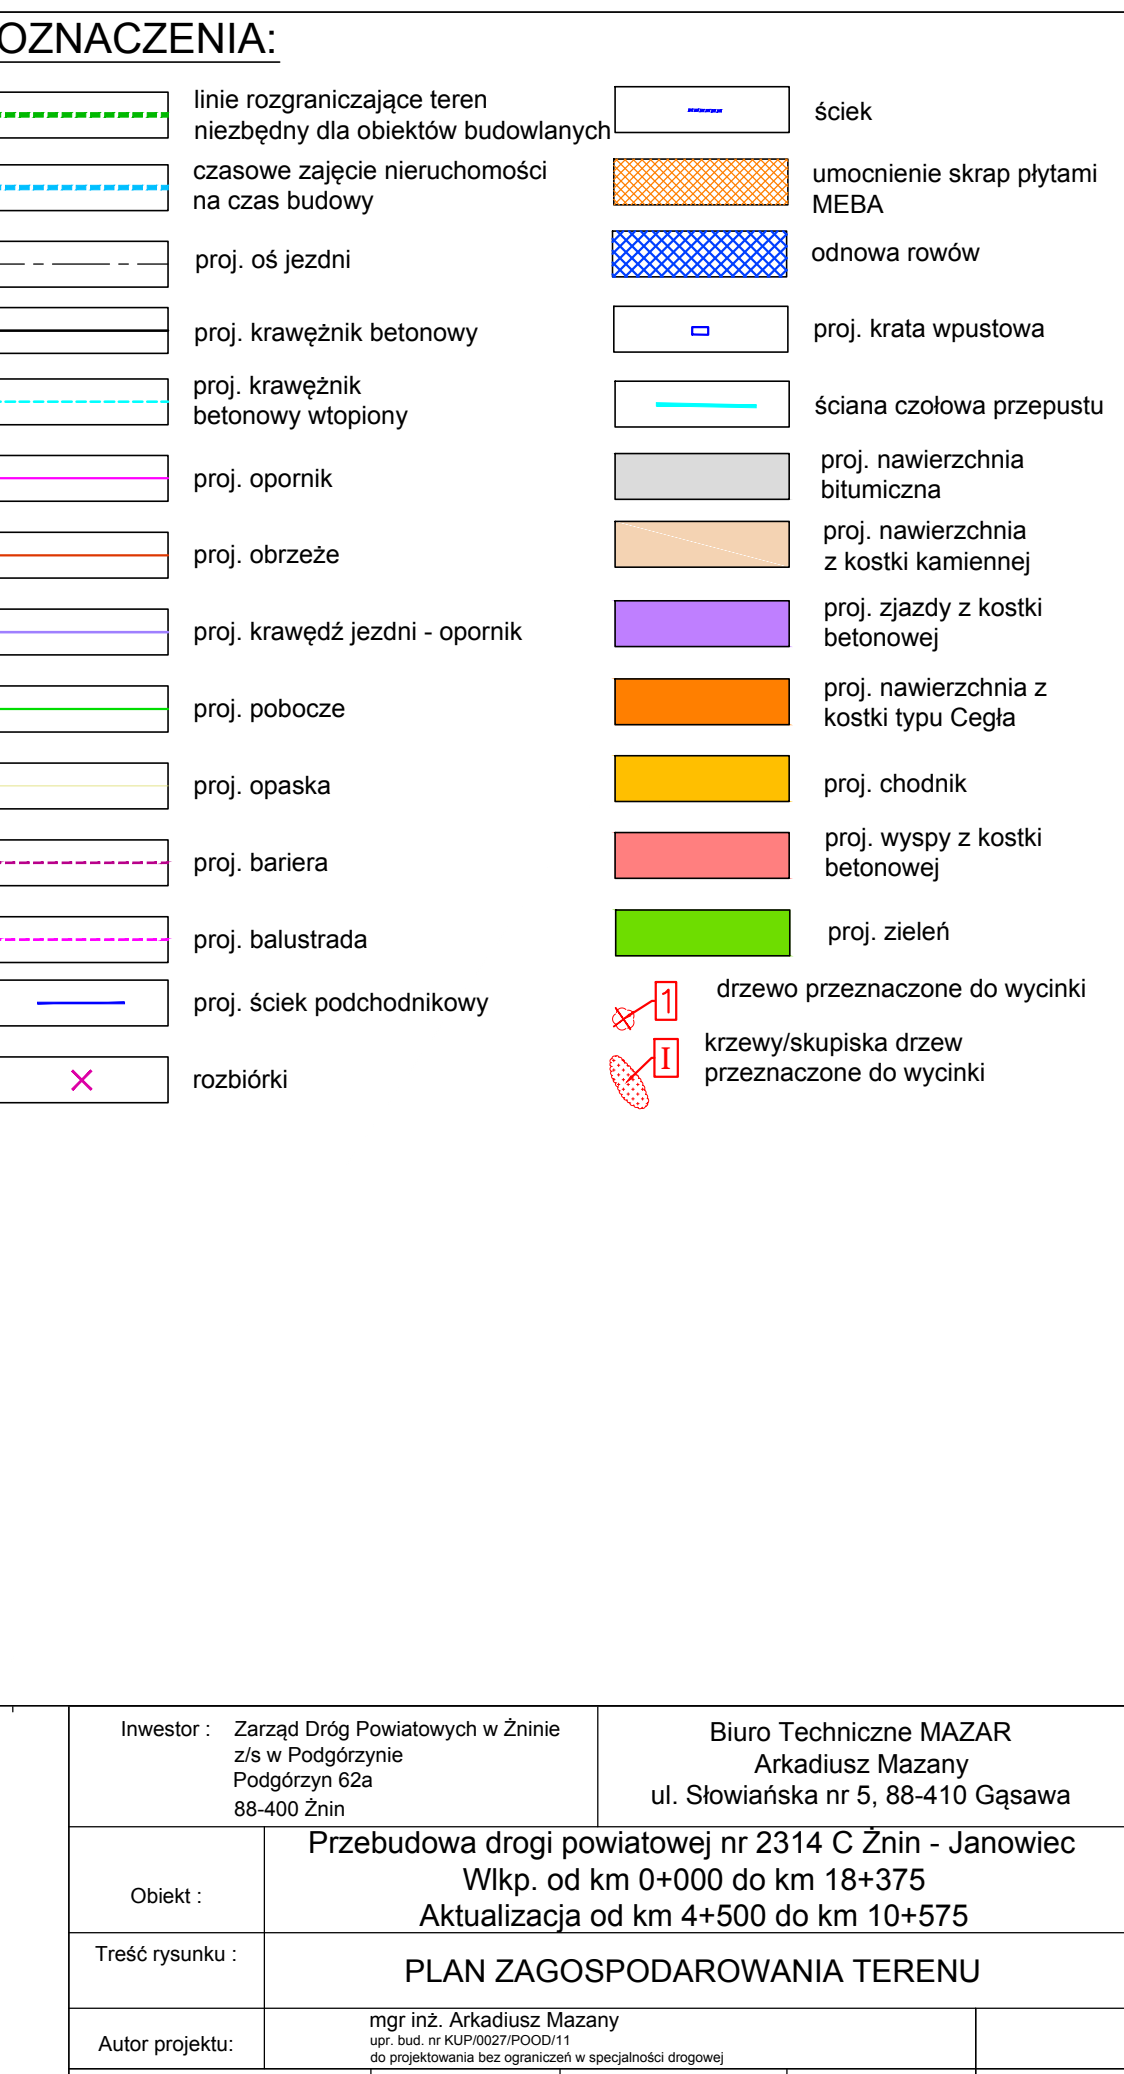 OZNACZENIA:
linie rozgraniczające teren
niezbędny dla obiektów budowlanych
czasowe zajęcie nieruchomości
na czas budowy
proj. oś jezdni
proj. krawężnik betonowy
proj. krawężnik
betonowy wtopiony
proj. opornik
proj. obrzeże
proj. krawędź jezdni - opornik
proj. pobocze
proj. opaska
proj. bariera
proj. balustrada
proj. ściek podchodnikowy
rozbiórki
ściek
umocnienie skrap płytami
MEBA
odnowa rowów
proj. krata wpustowa
ściana czołowa przepustu
proj. nawierzchnia
bitumiczna
proj. nawierzchnia
z kostki kamiennej
proj. zjazdy z kostki
betonowej
proj. nawierzchnia z
kostki typu Cegła
proj. chodnik
proj. wyspy z kostki
betonowej
proj. zieleń
1
drzewo przeznaczone do wycinki
I
krzewy/skupiska drzew
przeznaczone do wycinki
Inwestor : Zarząd Dróg Powiatowych w Żninie
z/s w Podgórzynie
Podgórzyn 62a
88-400 Żnin
Biuro Techniczne MAZAR
Arkadiusz Mazany
ul. Słowiańska nr 5, 88-410 Gąsawa
Obiekt :
Przebudowa drogi powiatowej nr 2314 C Żnin - Janowiec
Wlkp. od km 0+000 do km 18+375
Aktualizacja od km 4+500 do km 10+575
Treść rysunku :
PLAN ZAGOSPODAROWANIA TERENU
Autor projektu:
mgr inż. Arkadiusz Mazany
upr. bud. nr KUP/0027/POOD/11
do projektowania bez ograniczeń w specjalności drogowej